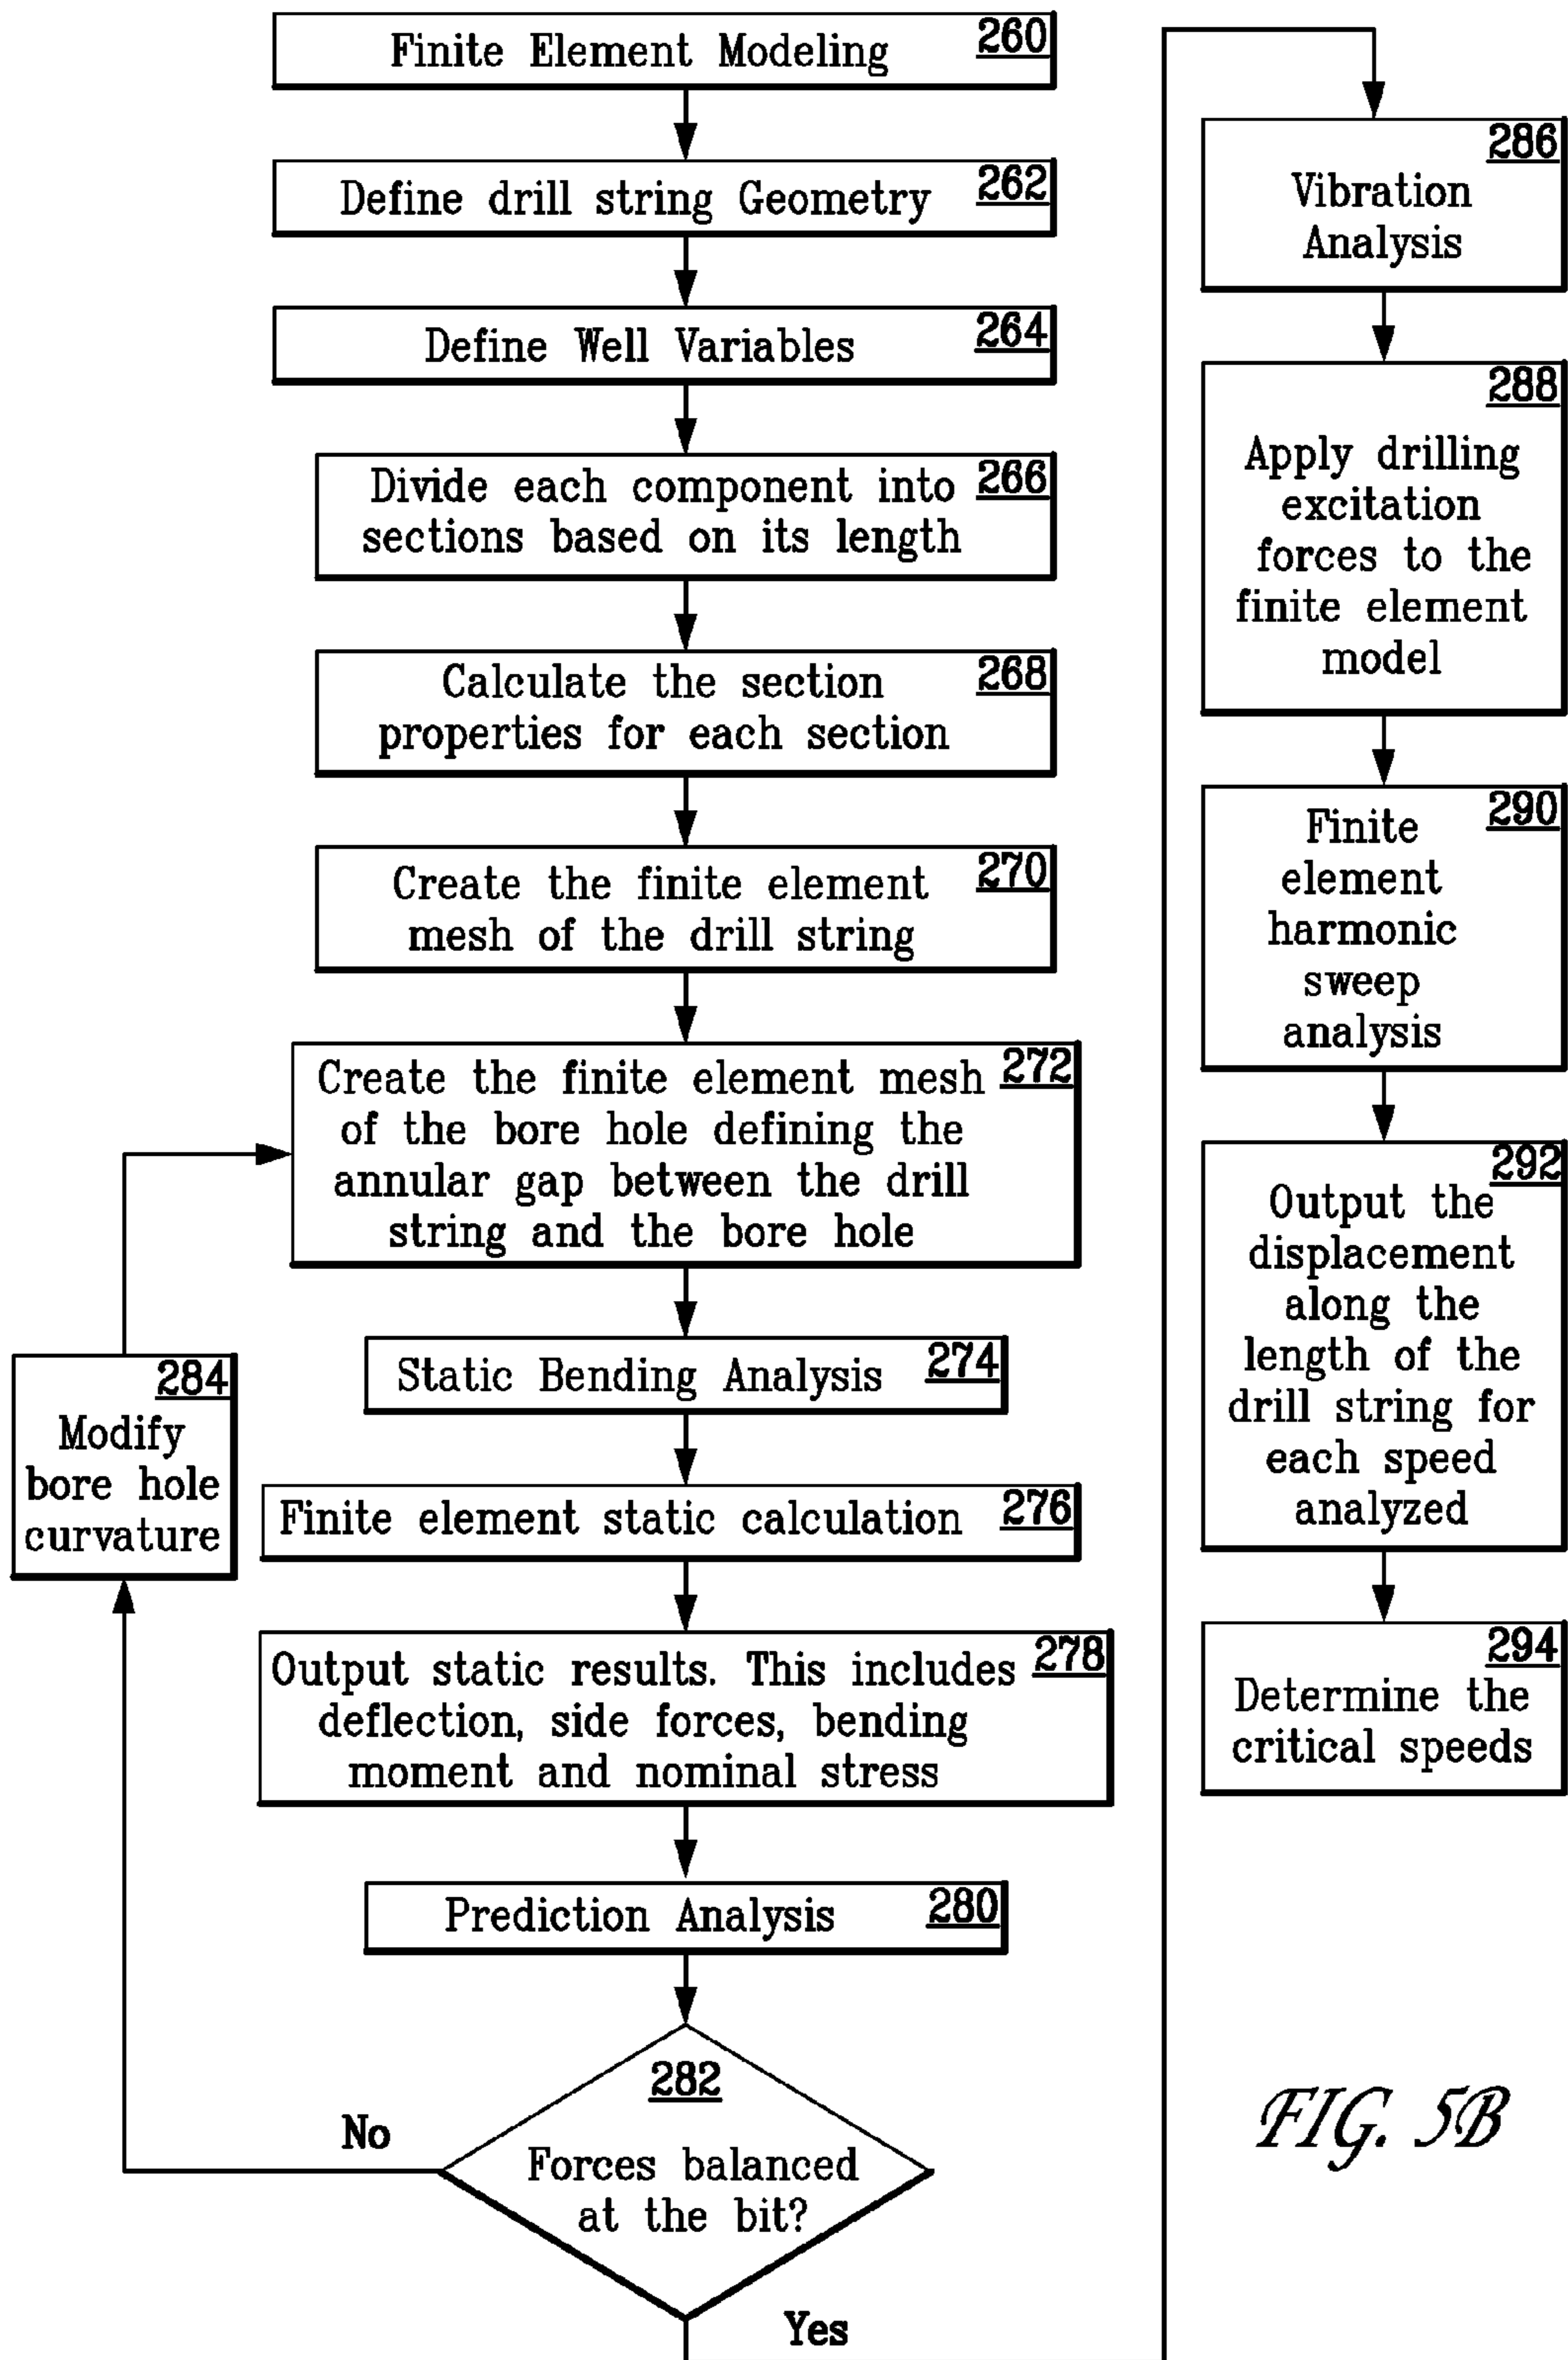 Finite Element Modeling 260
Define drill string Geometry 262
Define Well Variables 264
Divide each component into 266
sections based on its length
Calculate the section 268
properties for each section
Create the finite element 270
mesh of the drill string
Create the finite element mesh 272
of the bore hole defining the
annular gap between the drill
string and the bore hole
Static Bending Analysis 274
Finite element static calculation 276
Output static results. This includes 278
deflection, side forces, bending
moment and nominal stress
Prediction Analysis 280
282
Forces balanced
at the bit?
No
Yes
284
Modify
bore hole
curvature
286
Vibration
Analysis
288
Apply drilling
excitation
forces to the
finite element
model
290
Finite
element
harmonic
sweep
analysis
292
Output the
displacement
along the
length of the
drill string for
each speed
analyzed
294
Determine the
critical speeds
FIG. 5B